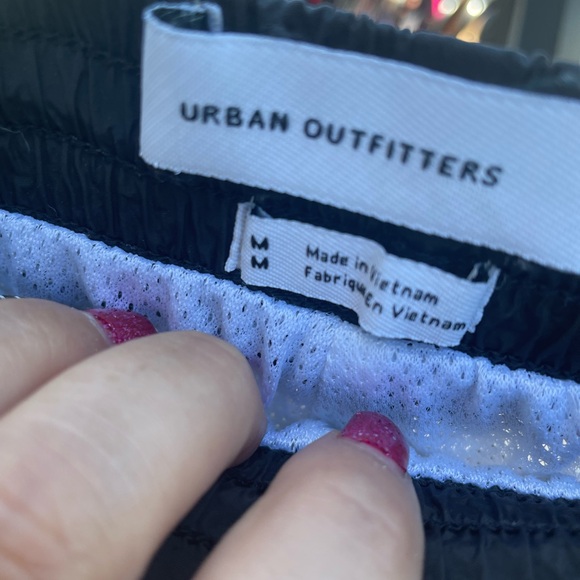 URBAN OUTFITTERS
M
M
Made in Vietnam
Fabriqué En Vietnam